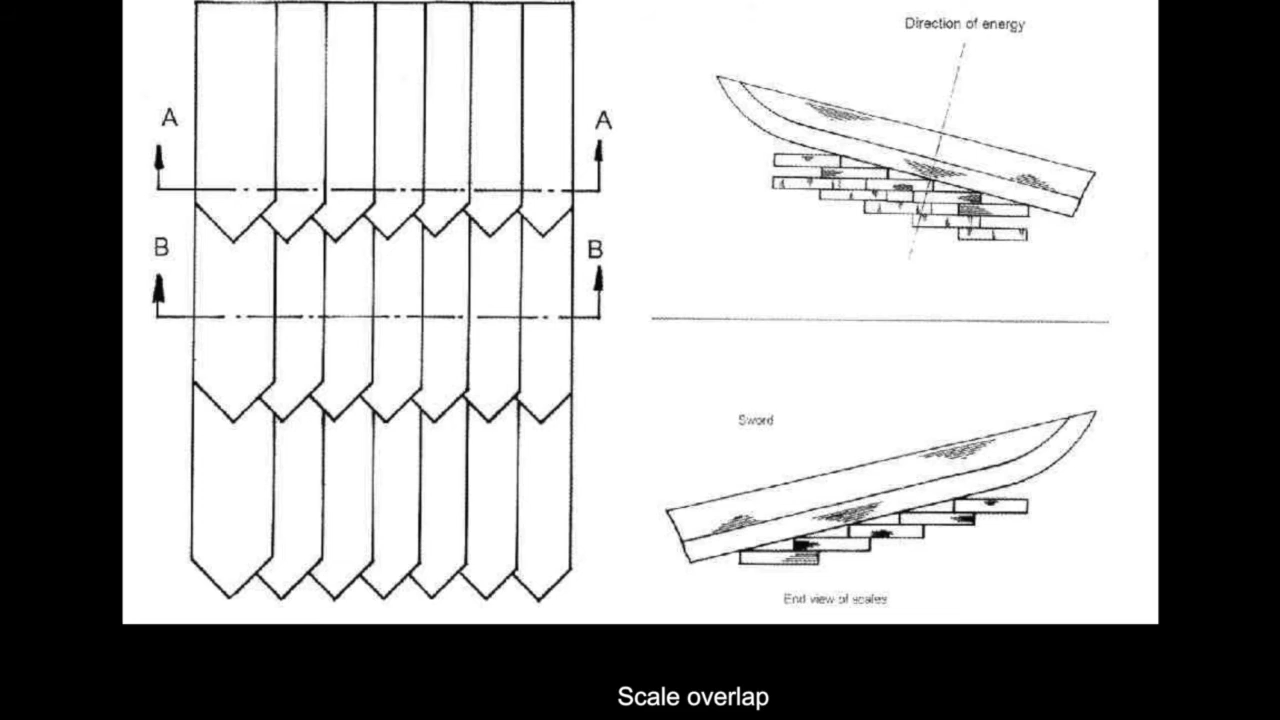 Direction of energy
A
A
B
B
Sword
End view of scales
Scale overlap